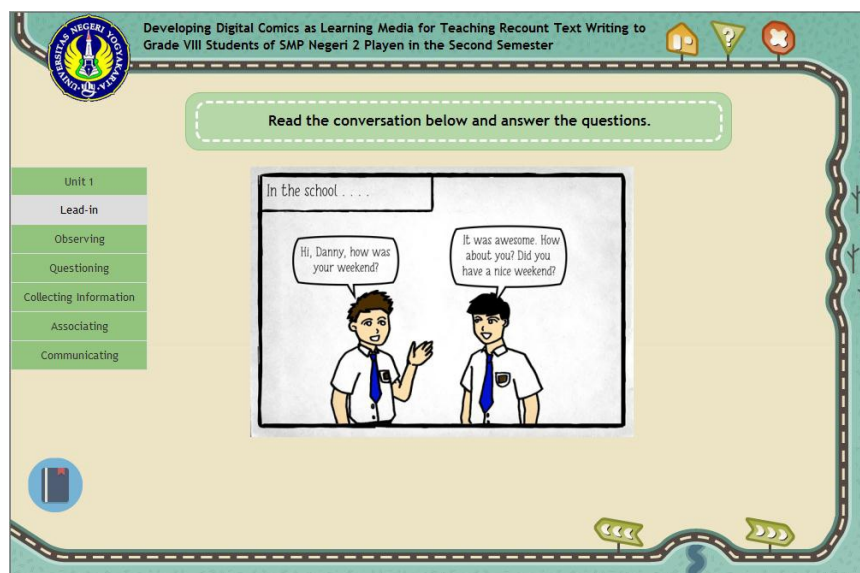 Developing Digital Comics as Learning Media for Teaching Recount Text Writing to
Grade VIII Students of SMP Negeri 2 Playen in the Second Semester
UNIVERSITAS NEGERI YOGYAKARTA
?
Read the conversation below and answer the questions.
Unit 1
Lead-in
Observing
Questioning
Collecting Information
Associating
Communicating
In the school . . . .
Hi, Danny, how was
your weekend?
It was awesome. How
about you? Did you
have a nice weekend?